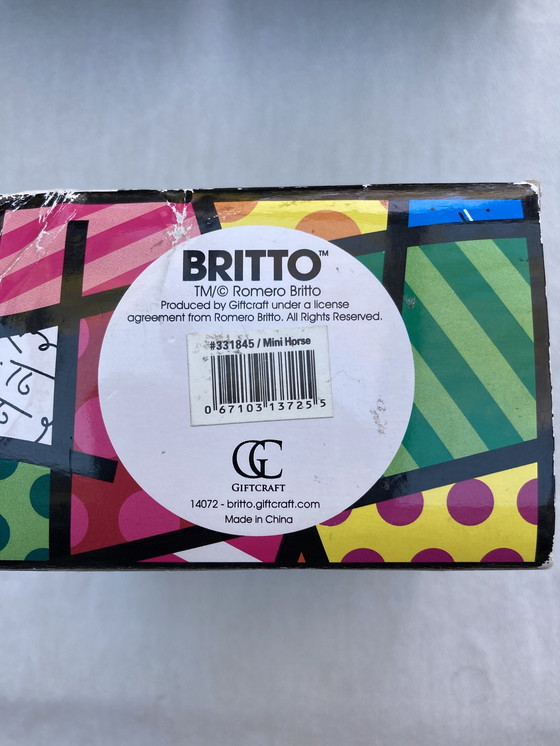 BRITTO™
TM/© Romero Britto
Produced by Giftcraft under a license
agreement from Romero Britto. All Rights Reserved.
#331845 / Mini Horse
0 67103 13725 5
GC
GIFTCRAFT
14072 - britto.giftcraft.com
Made in China